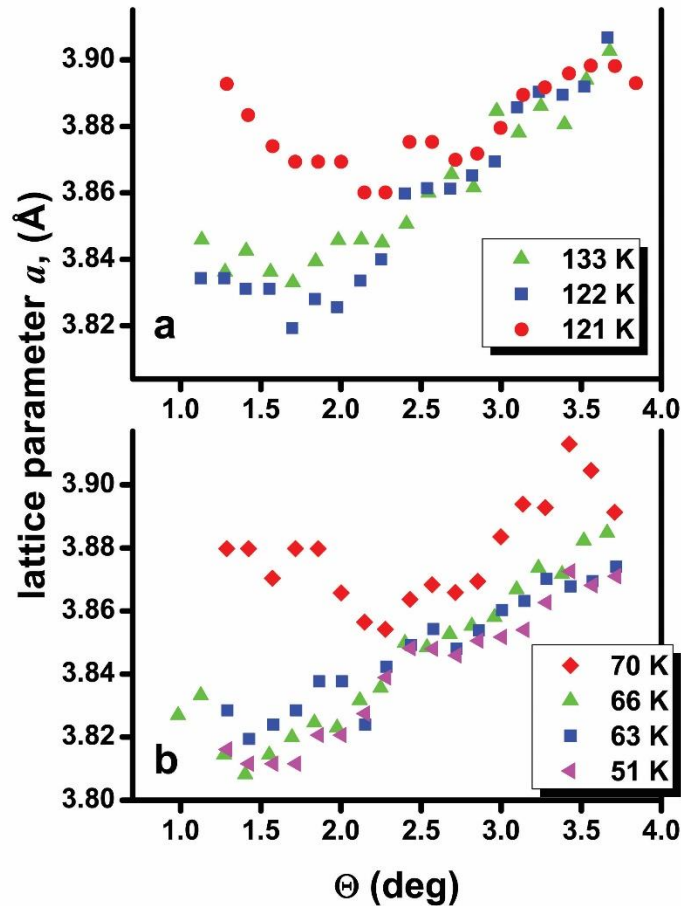 lattice parameter a, (Å)
3.90
3.88
3.86
3.84
3.82
a
133 K
122 K
121 K
1.0 1.5 2.0 2.5 3.0 3.5 4.0
3.90
3.88
3.86
3.84
3.82
3.80
b
70 K
66 K
63 K
51 K
1.0 1.5 2.0 2.5 3.0 3.5 4.0
Θ (deg)